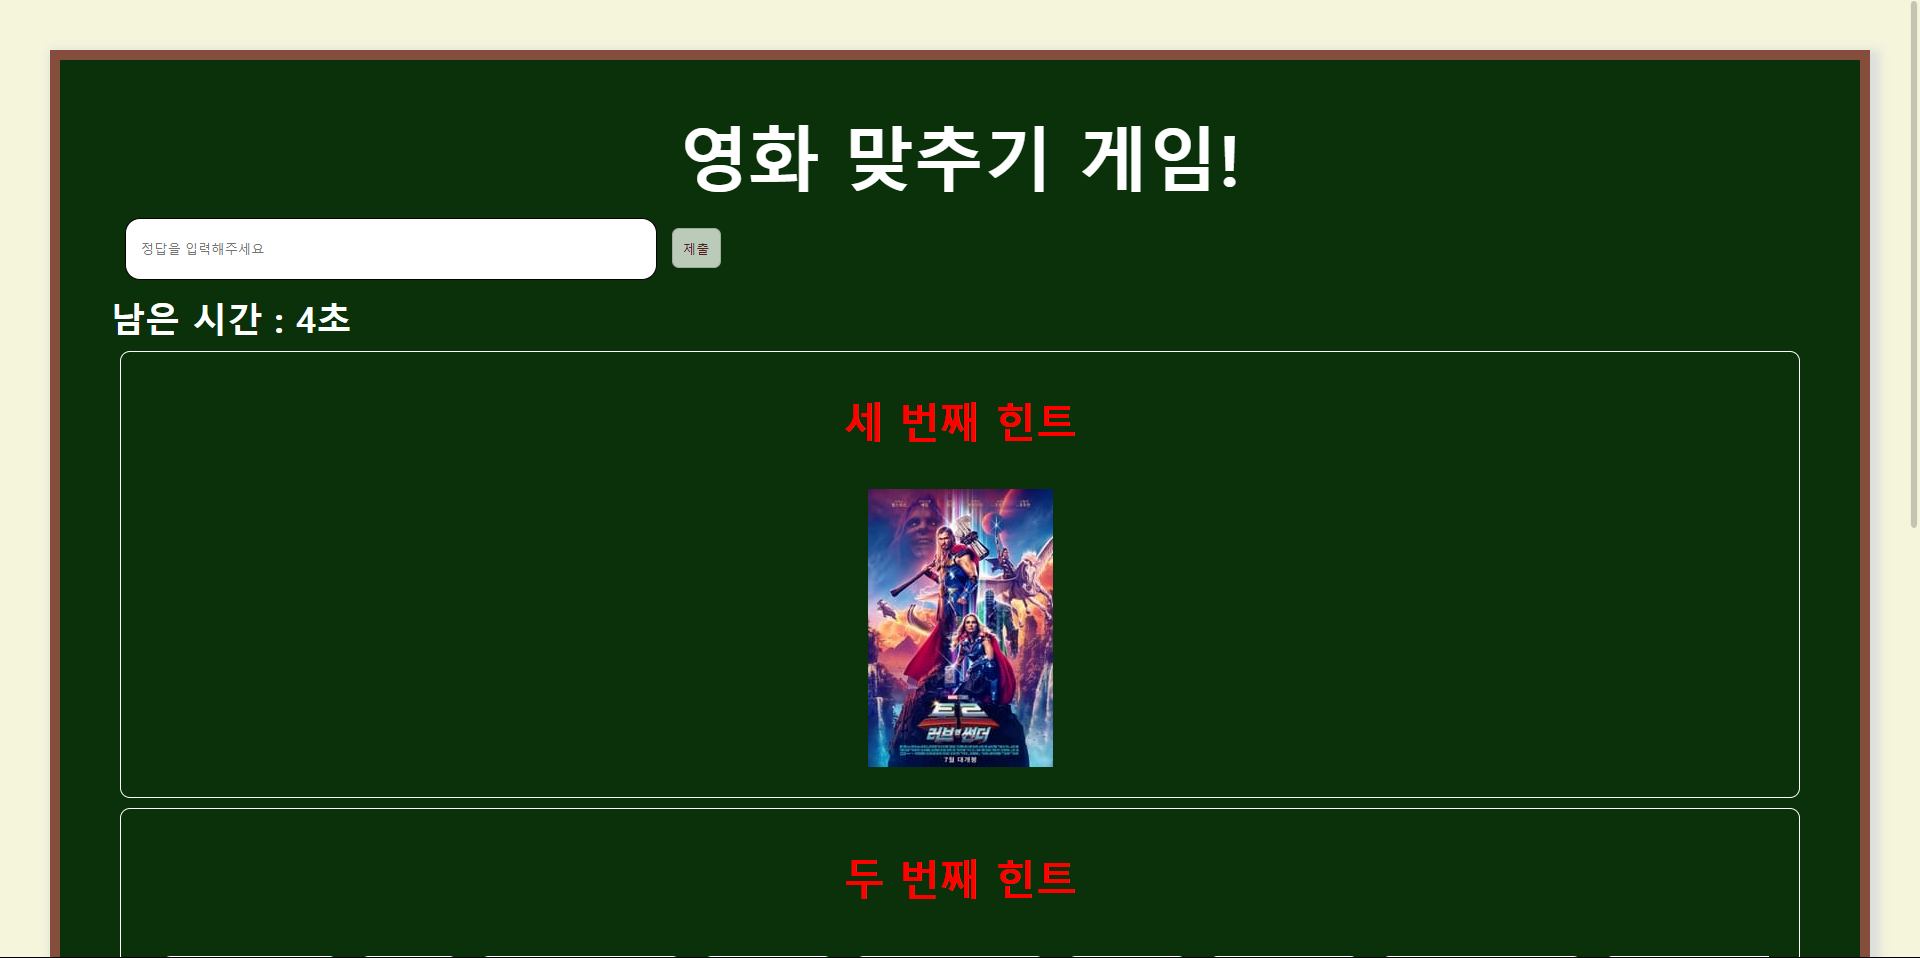 영화 맞추기 게임!
정답을 입력해주세요
제출
남은 시간 : 4초
세 번째 힌트
토르
러브 앤 썬더
7월 대개봉
두 번째 힌트